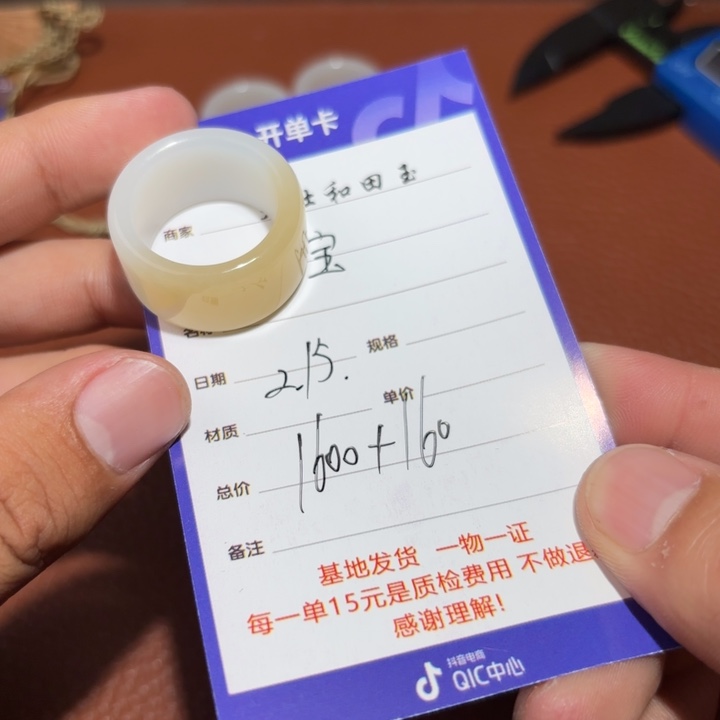 开单卡
商家 和田玉
宝
日期 2.15. 规格
材质 单价
总价 1600+160
备注
基地发货 一物一证
每一单15元是质检费用 不做退
感谢理解!
抖音电商
QIC中心